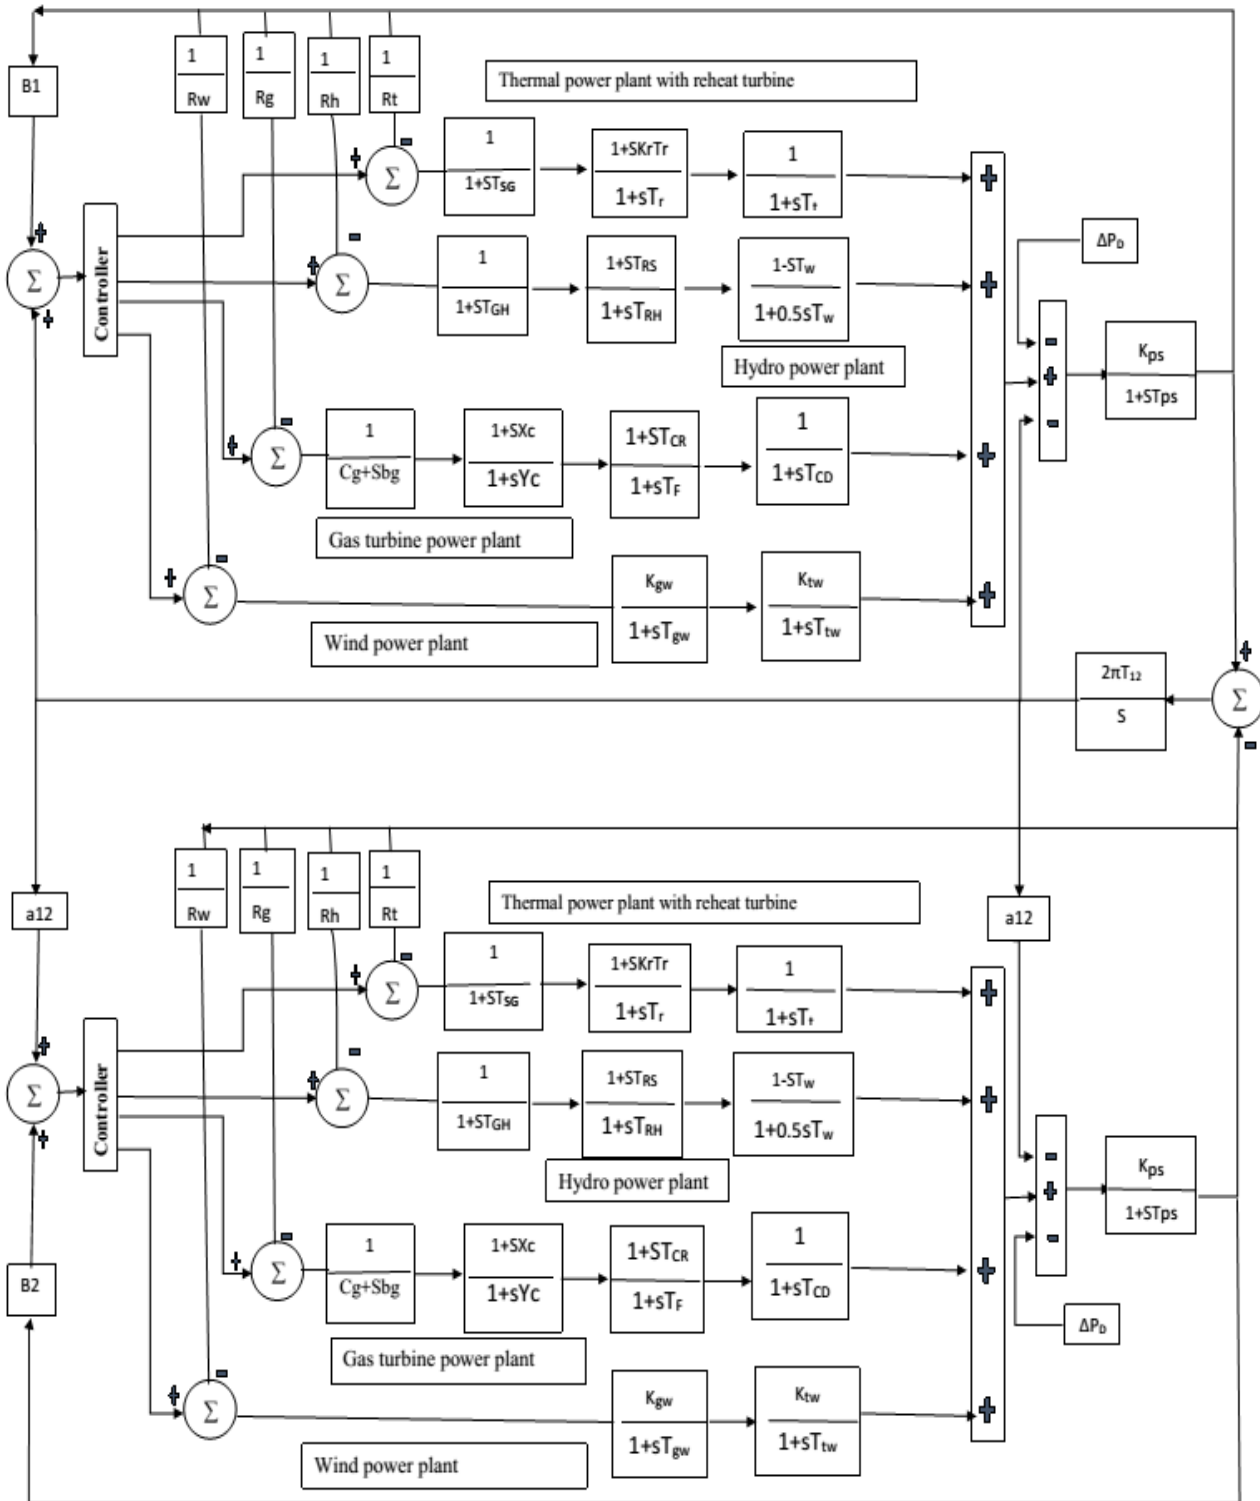 1
Rw
1
Rg
1
Rh
1
Rt
B1
Thermal power plant with reheat turbine
+
-
Σ
1
1+STSG
1+SKrTr
1+sTr
1
1+sTt
+
+
Σ
+
Controller
-
+
Σ
1
1+STGH
1+STRS
1+sTRH
1-STw
1+0.5sTw
+
ΔPD
-
+
-
Kps
1+STps
Hydro power plant
-
+
Σ
1
Cg+Sbg
1+SXc
1+sYc
1+STCR
1+sTF
1
1+sTCD
+
Gas turbine power plant
-
+
Σ
Kgw
1+sTgw
Ktw
1+sTtw
+
Wind power plant
2πT12
S
+
Σ
-
1
Rw
1
Rg
1
Rh
1
Rt
a12
Thermal power plant with reheat turbine
a12
+
-
Σ
1
1+STSG
1+SKrTr
1+sTr
1
1+sTt
+
+
Σ
+
Controller
-
+
Σ
1
1+STGH
1+STRS
1+sTRH
1-STw
1+0.5sTw
+
-
+
-
Kps
1+STps
Hydro power plant
B2
-
+
Σ
1
Cg+Sbg
1+SXc
1+sYc
1+STCR
1+sTF
1
1+sTCD
+
ΔPD
Gas turbine power plant
-
+
Σ
Kgw
1+sTgw
Ktw
1+sTtw
+
Wind power plant